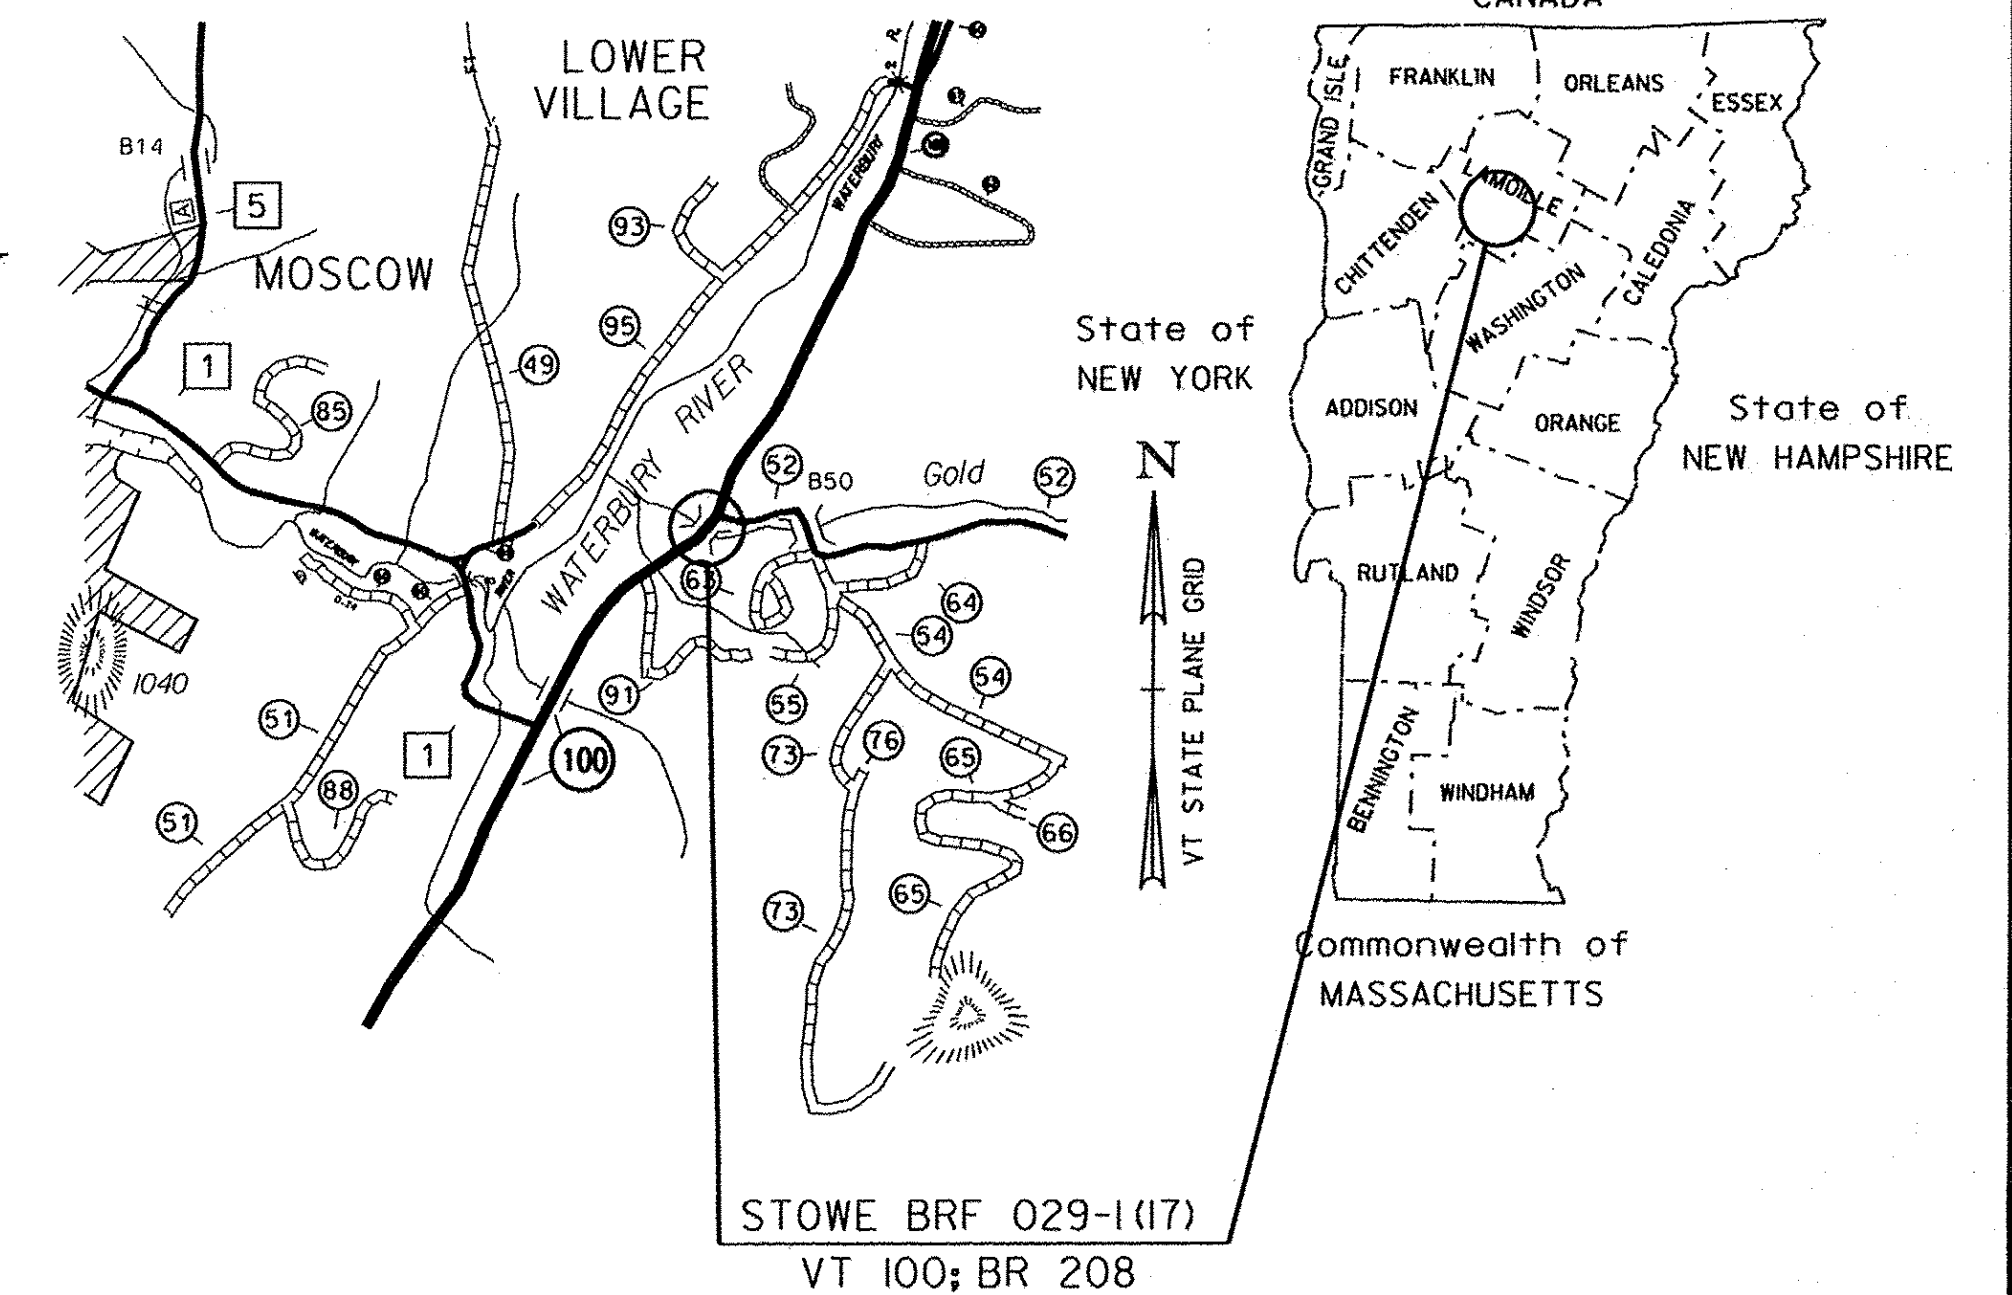 CANADA
LOWER
VILLAGE
B14
5
MOSCOW
1
93
95
49
85
WATERBURY
RIVER
WATERBURY
52
B50
Gold
52
63
64
54
54
91
55
1040
51
1
100
73
76
65
88
51
66
73
65
N
VT STATE PLANE GRID
State of
NEW YORK
GRAND ISLE
FRANKLIN
ORLEANS
ESSEX
LAMOILLE
CHITTENDEN
CALEDONIA
WASHINGTON
ADDISON
ORANGE
State of
NEW HAMPSHIRE
RUTLAND
WINDSOR
BENNINGTON
WINDHAM
Commonwealth of
MASSACHUSETTS
STOWE BRF 029-1(17)
VT 100; BR 208